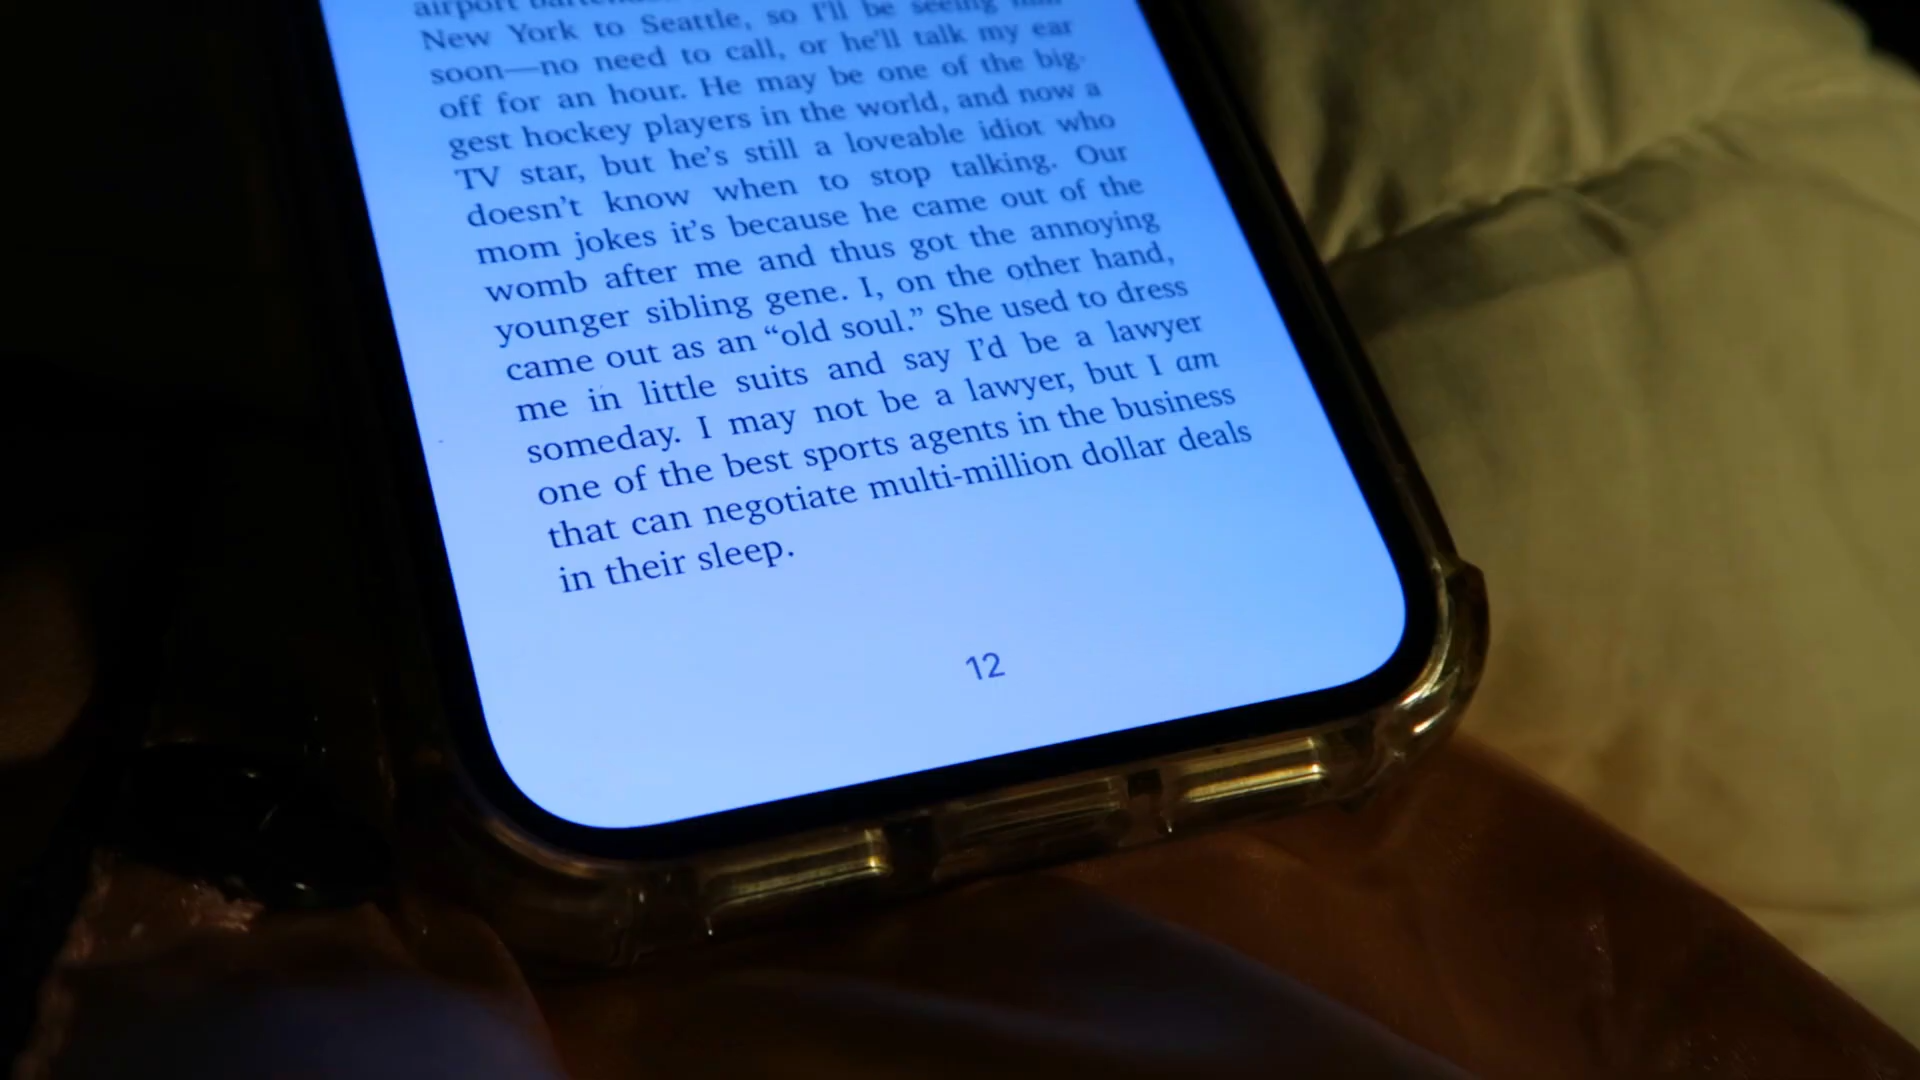 airport
New York to Seattle, so I'll be seeing
soon—no need to call, or he'll talk my ear
off for an hour. He may be one of the big-
gest hockey players in the world, and now a
TV star, but he's still a loveable idiot who
doesn't know when to stop talking. Our
mom jokes it's because he came out of the
womb after me and thus got the annoying
younger sibling gene. I, on the other hand,
came out as an “old soul.” She used to dress
me in little suits and say I'd be a lawyer
someday. I may not be a lawyer, but I am
one of the best sports agents in the business
that can negotiate multi-million dollar deals
in their sleep.
12